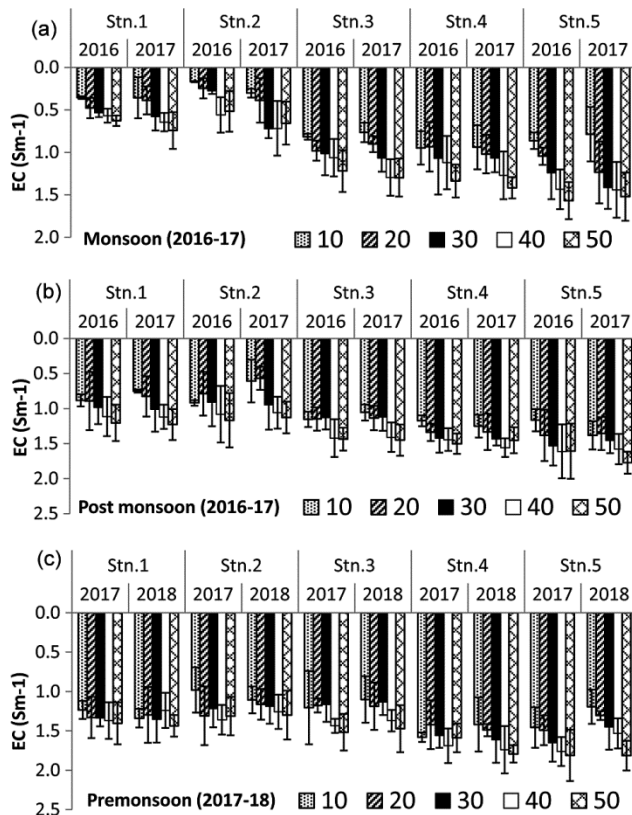 (a)
Stn.1 Stn.2 Stn.3 Stn.4 Stn.5
2016 2017 2016 2017 2016 2017 2016 2017 2016 2017
0.0
0.5
1.0
1.5
2.0
EC (Sm-1)
Monsoon (2016-17) 10 20 30 40 50
(b)
Stn.1 Stn.2 Stn.3 Stn.4 Stn.5
2016 2017 2016 2017 2016 2017 2016 2017 2016 2017
0.0
0.5
1.0
1.5
2.0
2.5
EC (Sm-1)
Post monsoon (2016-17) 10 20 30 40 50
(c)
Stn.1 Stn.2 Stn.3 Stn.4 Stn.5
2017 2018 2017 2018 2017 2018 2017 2018 2017 2018
0.0
0.5
1.0
1.5
2.0
2.5
EC (Sm-1)
Premonsoon (2017-18) 10 20 30 40 50